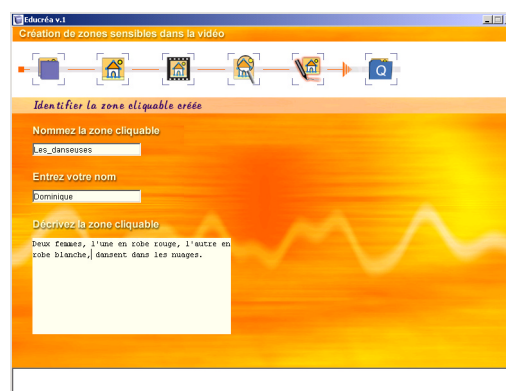 Educréa v.1
Création de zones sensibles dans la vidéo
Q
Identifier la zone cliquable créée
Nommez la zone cliquable
Les_danseuses
Entrez votre nom
Dominique
Décrivez la zone cliquable
Deux femmes, l'une en robe rouge, l'autre en
robe blanche, dansent dans les nuages.